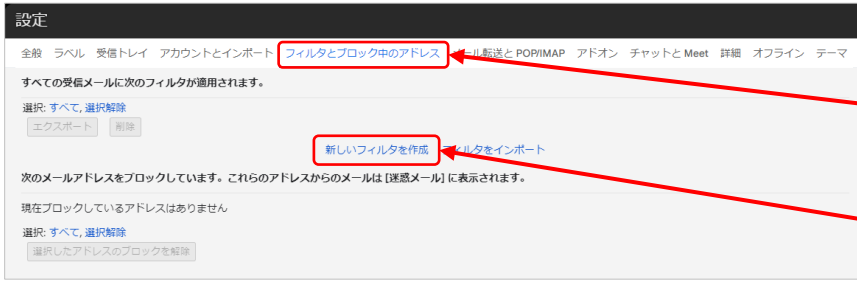 設定
全般 ラベル 受信トレイ アカウントとインポート フィルタとブロック中のアドレス ール転送と POP/IMAP アドオン チャットと Meet 詳細 オフライン テーマ
すべての受信メールに次のフィルタが適用されます。
選択: すべて, 選択解除
エクスポート 削除
新しいフィルタを作成 フィルタをインポート
次のメールアドレスをブロックしています。これらのアドレスからのメールは [迷惑メール] に表示されます。
現在ブロックしているアドレスはありません
選択: すべて, 選択解除
選択したアドレスのブロックを解除